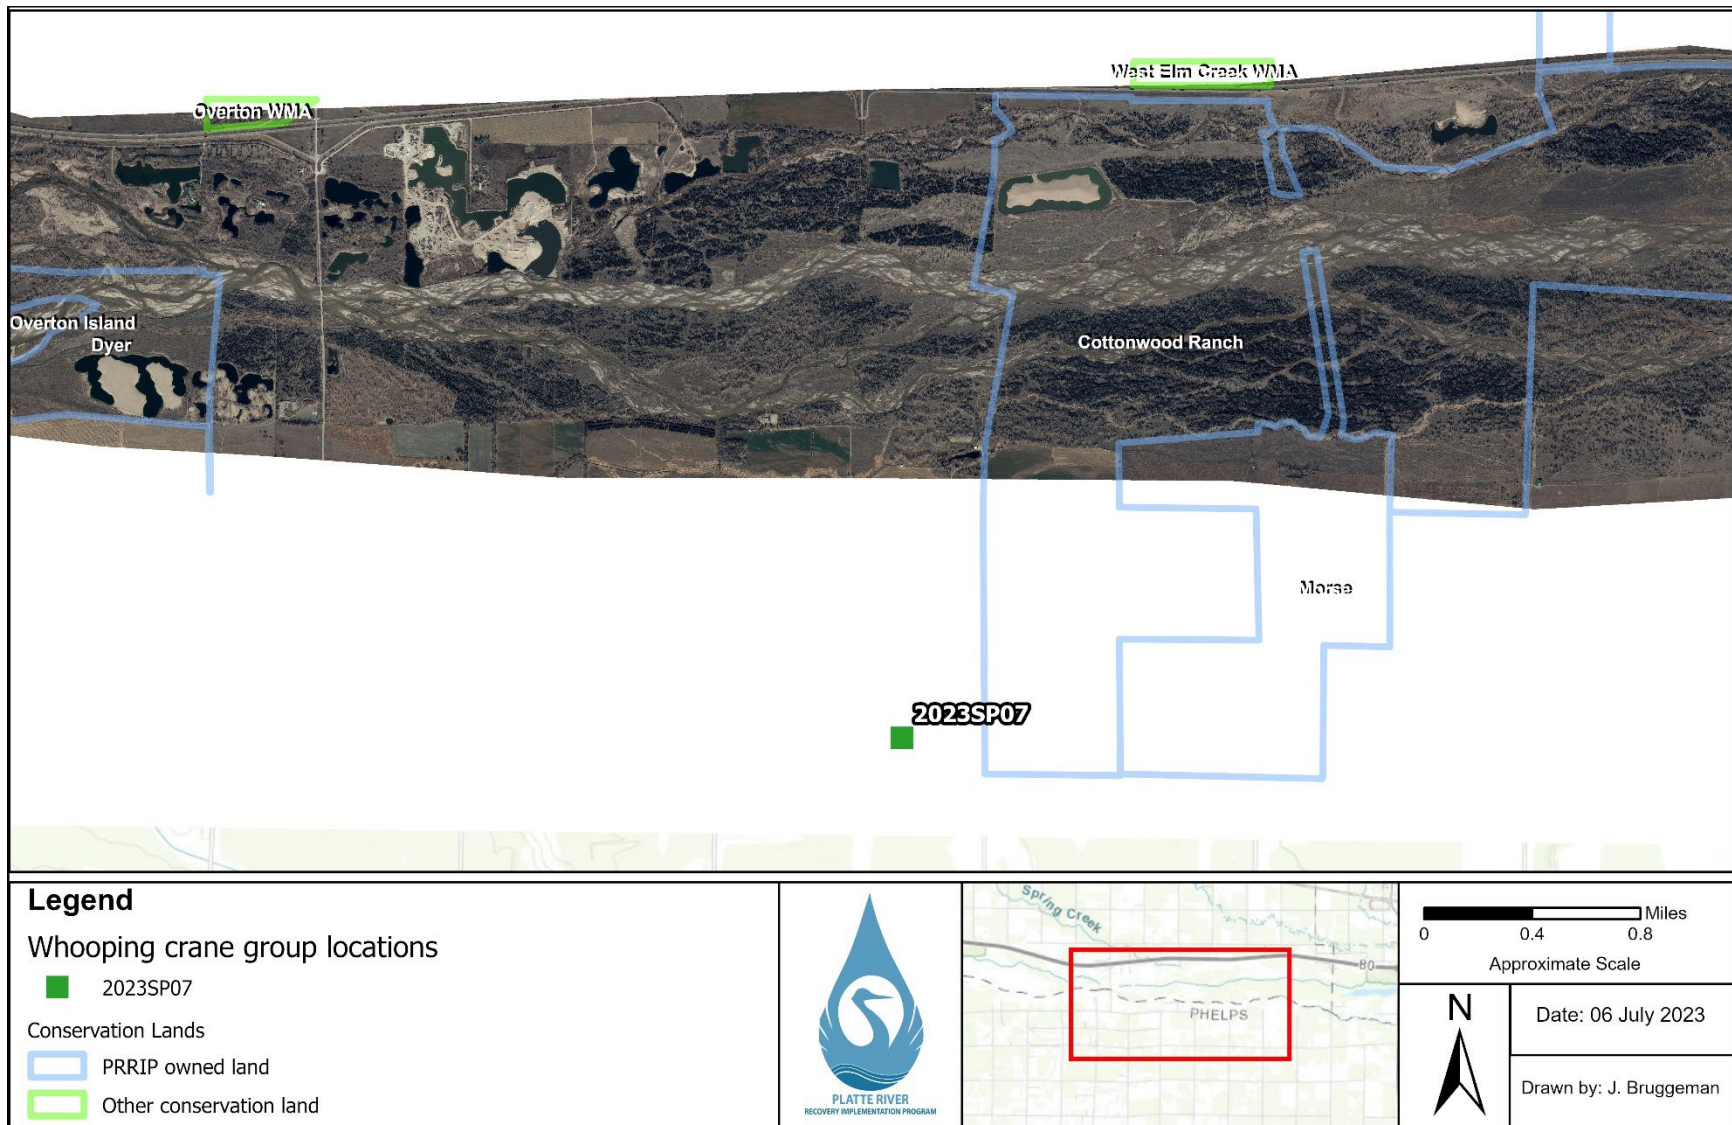 Overton WMA
West Elm Creek WMA
Overton Island
Dyer
Cottonwood Ranch
Morse
2023SP07
Legend
Whooping crane group locations
2023SP07
Conservation Lands
PRRIP owned land
Other conservation land
PLATTE RIVER
RECOVERY IMPLEMENTATION PROGRAM
Spring Creek
80
PHELPS
Miles
0 0.4 0.8
Approximate Scale
N
Date: 06 July 2023
Drawn by: J. Bruggeman